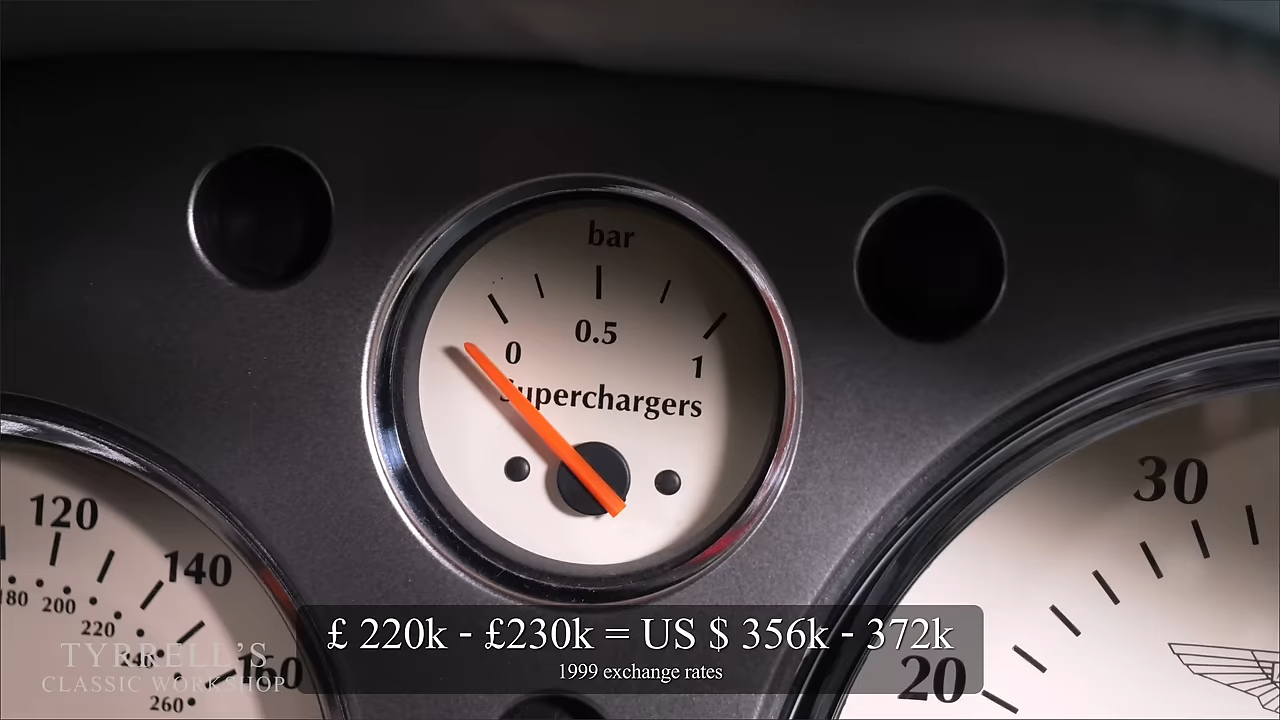 bar
0.5
0
1
Superchargers
120
140
160
180
200
220
240
260
30
20
£ 220k - £230k = US $ 356k - 372k
1999 exchange rates
TYRRELL'S
CLASSIC WORKSHOP